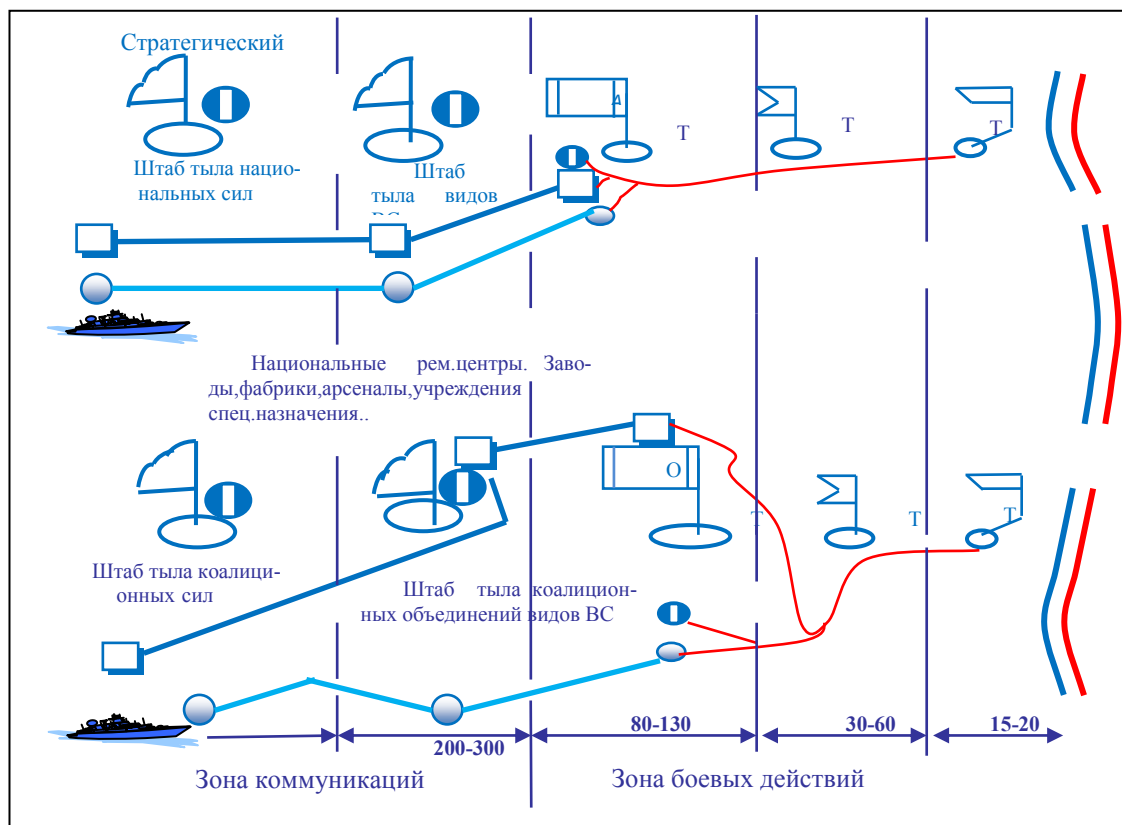 Стратегический
А
Т
Т
Т
Штаб тыла нацио-
нальных сил
Штаб
тыла видов
ВС
Национальные рем.центры. Заво-
ды,фабрики,арсеналы,учреждения
спец.назначения..
О
Т
Т
Т
Штаб тыла коалици-
онных сил
Штаб тыла коалицион-
ных объединений видов ВС
200-300
80-130
30-60
15-20
Зона коммуникаций
Зона боевых действий